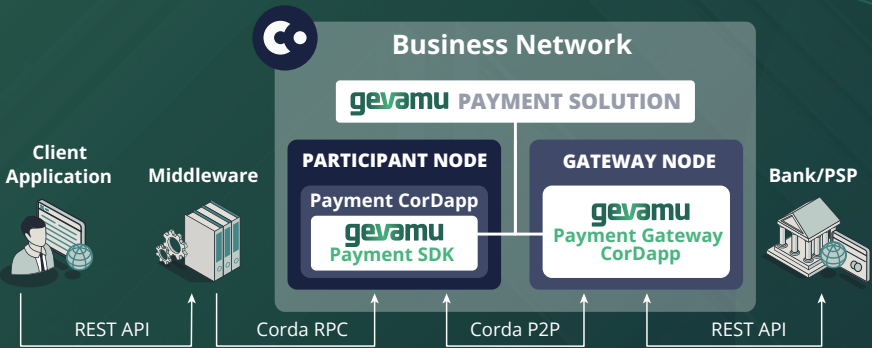 Business Network
gevamu PAYMENT SOLUTION
Client
Application
Middleware
PARTICIPANT NODE
Payment CorDapp
gevamu
Payment SDK
GATEWAY NODE
gevamu
Payment Gateway
CorDapp
Bank/PSP
REST API
Corda RPC
Corda P2P
REST API